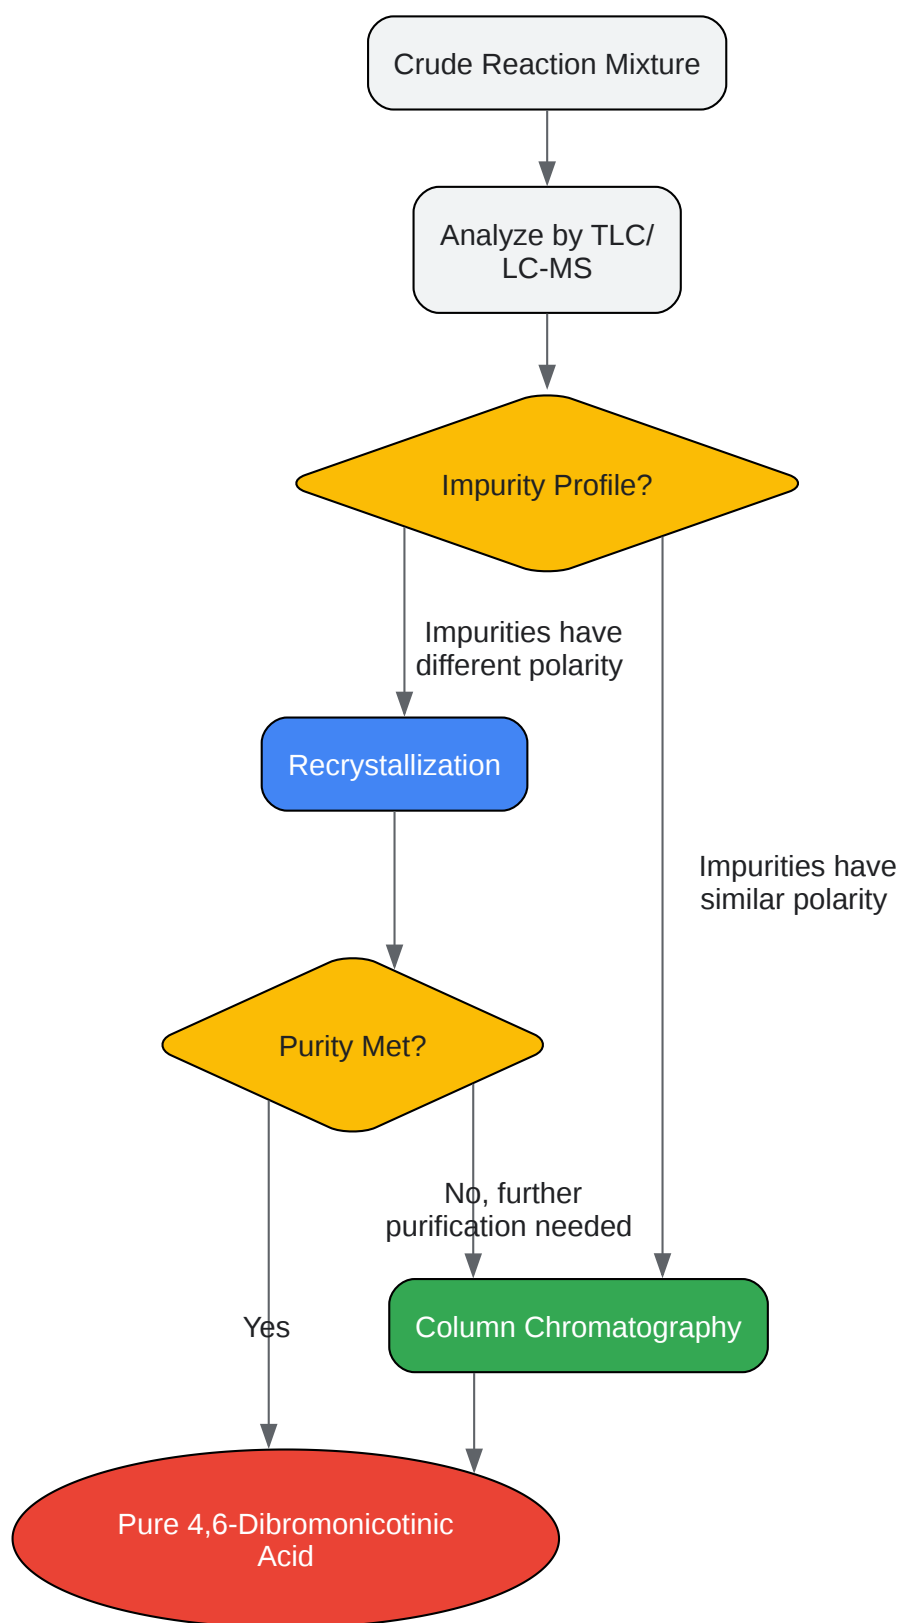 Crude Reaction Mixture
Analyze by TLC/
LC-MS
Impurity Profile?
Impurities have
different polarity
Recrystallization
Impurities have
similar polarity
Purity Met?
No, further
purification needed
Yes
Column Chromatography
Pure 4,6-Dibromonicotinic
Acid